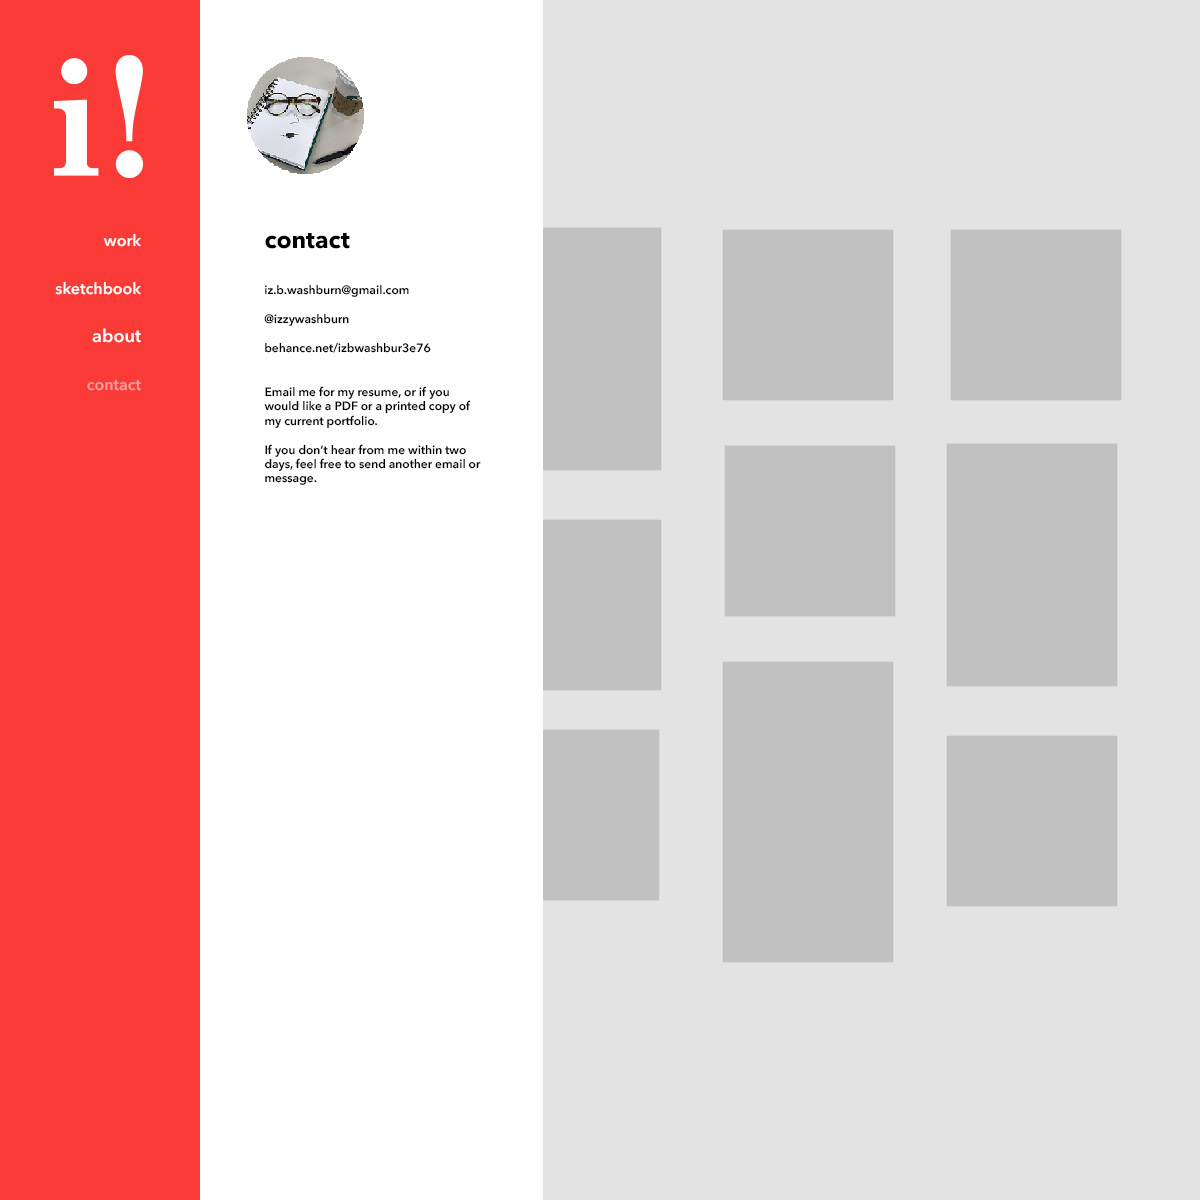 i!
work
sketchbook
about
contact
contact
iz.b.washburn@gmail.com
@izzywashburn
behance.net/izbwashbur3e76
Email me for my resume, or if you
would like a PDF or a printed copy of
my current portfolio.
If you don't hear from me within two
days, feel free to send another email or
message.